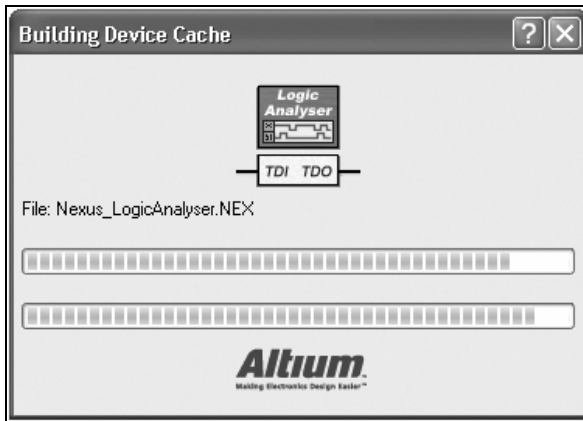 Building Device Cache
Logic
Analyser
TDI TDO
File: Nexus_LogicAnalyser.NEX
Altium
Making Electronics Design Easier™